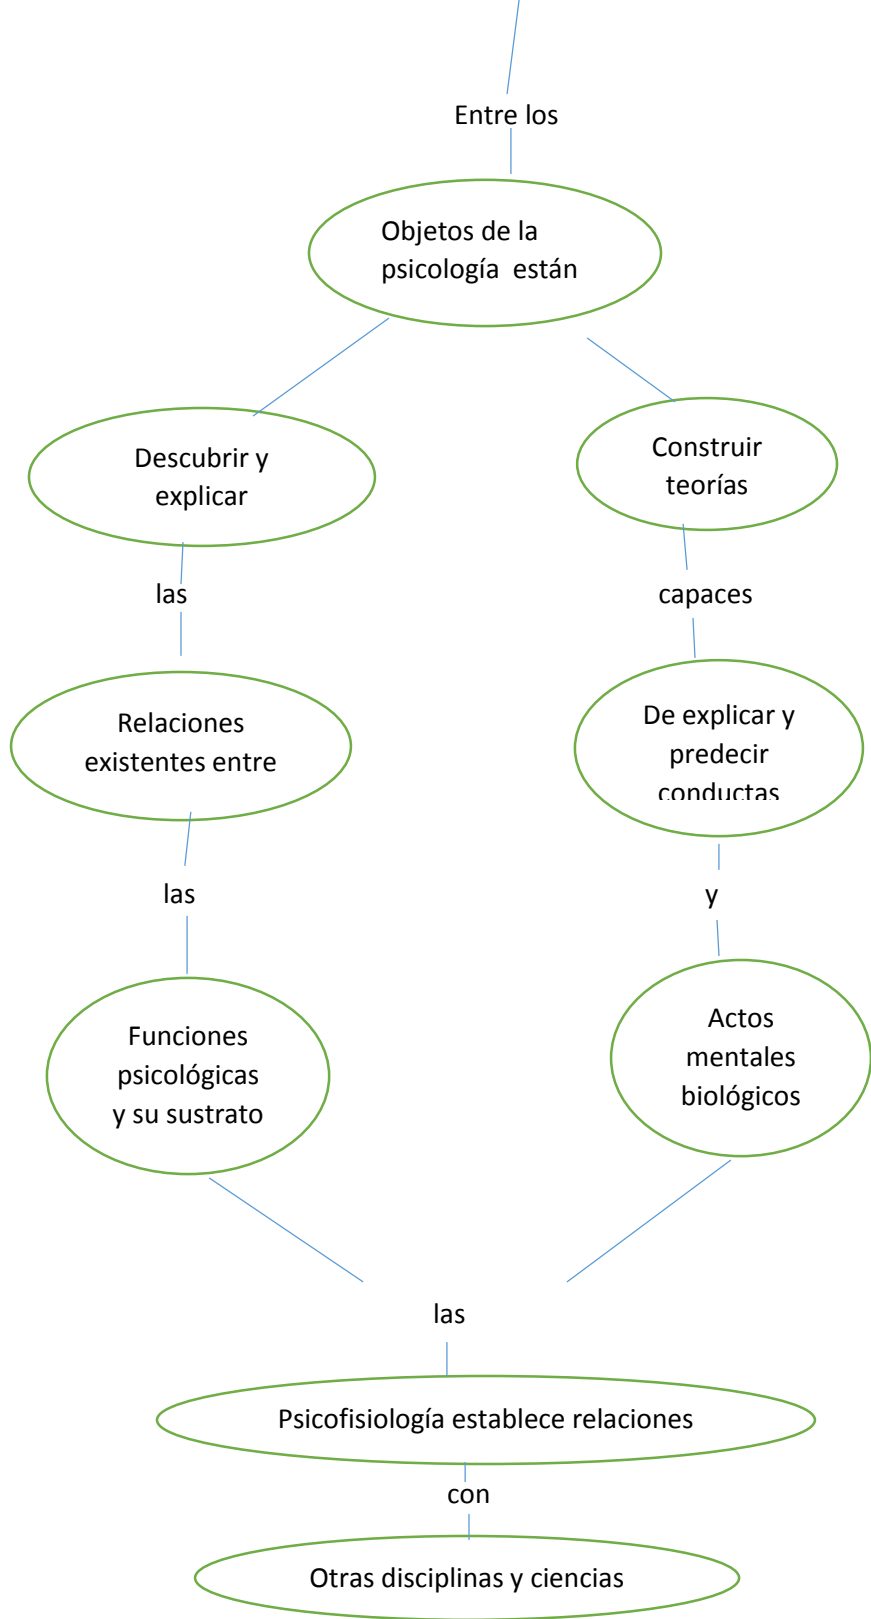 Entre los
Objetos de la
psicología están
Descubrir y
explicar
las
Relaciones
existentes entre
las
Funciones
psicológicas
y su sustrato
Construir
teorías
capaces
De explicar y
predecir
conductas
y
Actos
mentales
biológicos
las
Psicofisiología establece relaciones
con
Otras disciplinas y ciencias